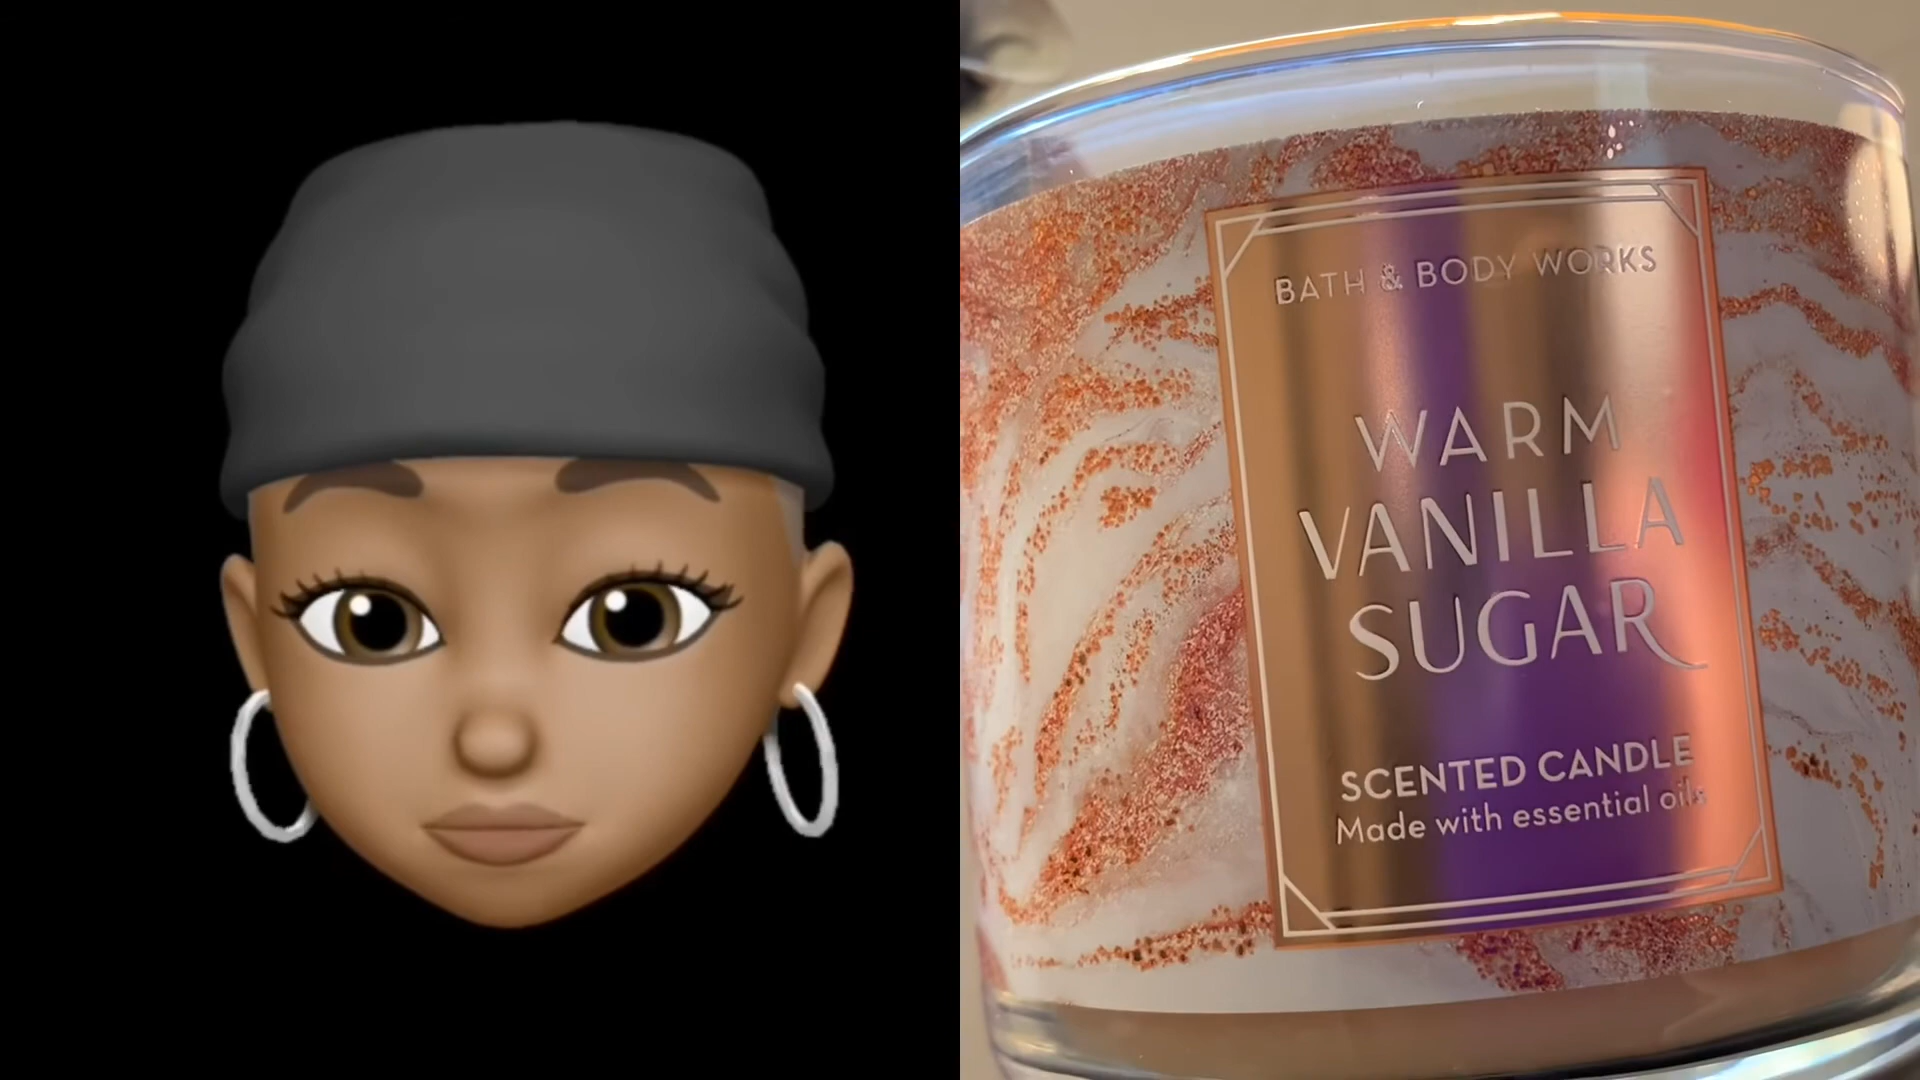 BATH & BODY WORKS
WARM
VANILLA
SUGAR
SCENTED CANDLE
Made with essential oils